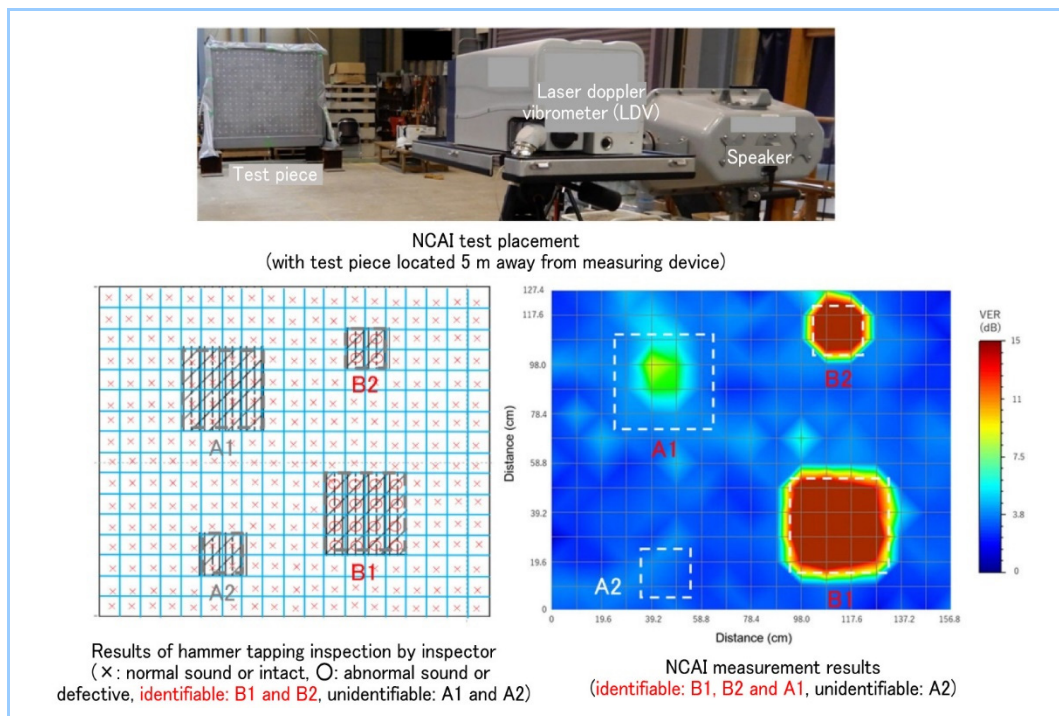 Laser doppler
vibrometer (LDV)
Speaker
Test piece
NCAI test placement
(with test piece located 5 m away from measuring device)
B2
A1
B1
A2
127.4
117.6
98.0
78.4
58.8
39.2
19.6
0
Distance (cm)
B2
A1
A2
B1
0
19.6
39.2
58.8
78.4
98.0
117.6
137.2
156.8
Distance (cm)
VER
(dB)
15
11
7.5
3.8
0
Results of hammer tapping inspection by inspector
(×: normal sound or intact, ○: abnormal sound or
defective, identifiable: B1 and B2, unidentifiable: A1 and A2)
NCAI measurement results
(identifiable: B1, B2 and A1, unidentifiable: A2)